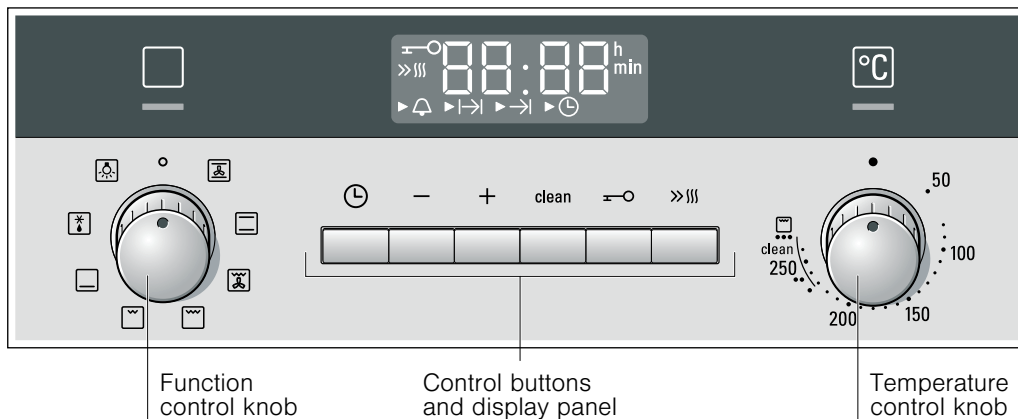 °C
88:88 h
min
clean
50
100
150
200
250
clean
Function
control knob
Control buttons
and display panel
Temperature
control knob